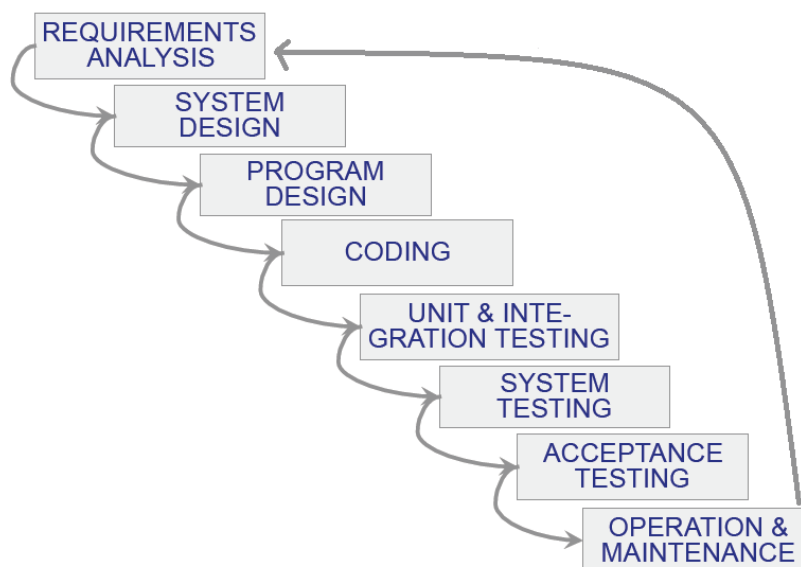 REQUIREMENTS
ANALYSIS
SYSTEM
DESIGN
PROGRAM
DESIGN
CODING
UNIT & INTE-
GRATION TESTING
SYSTEM
TESTING
ACCEPTANCE
TESTING
OPERATION &
MAINTENANCE